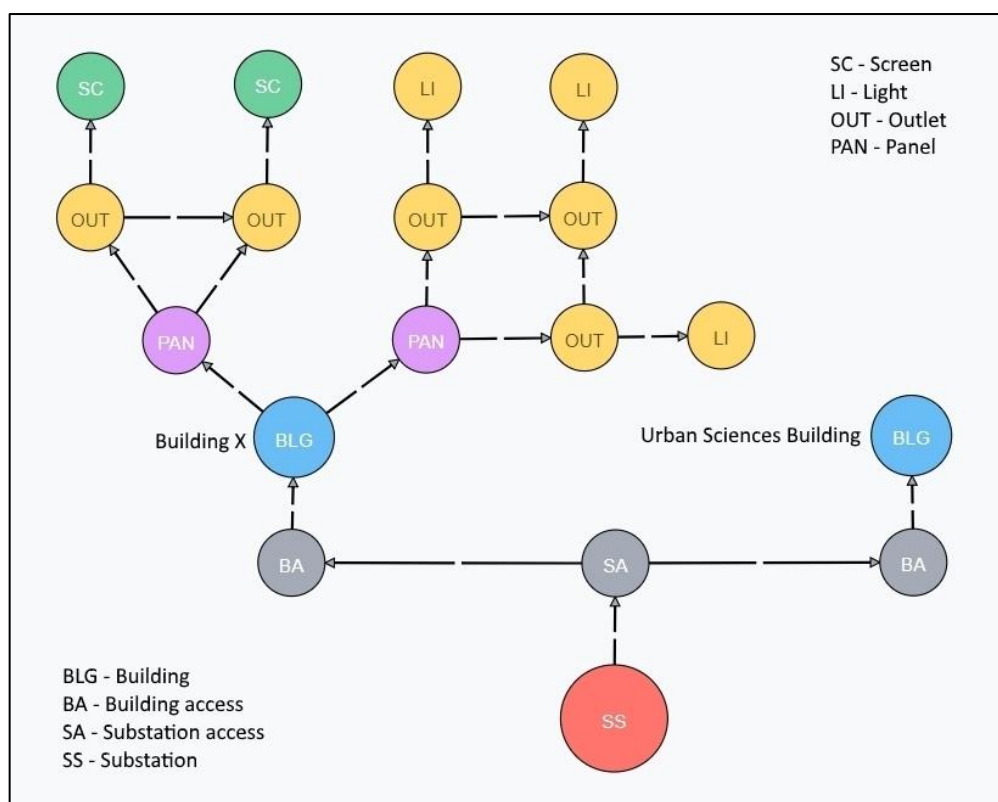 SC SC LI LI
SC - Screen
LI - Light
OUT - Outlet
PAN - Panel
OUT OUT OUT OUT
PAN PAN OUT LI
Building X BLG Urban Sciences Building BLG
BA SA BA
BLG - Building
BA - Building access
SA - Substation access
SS - Substation
SS